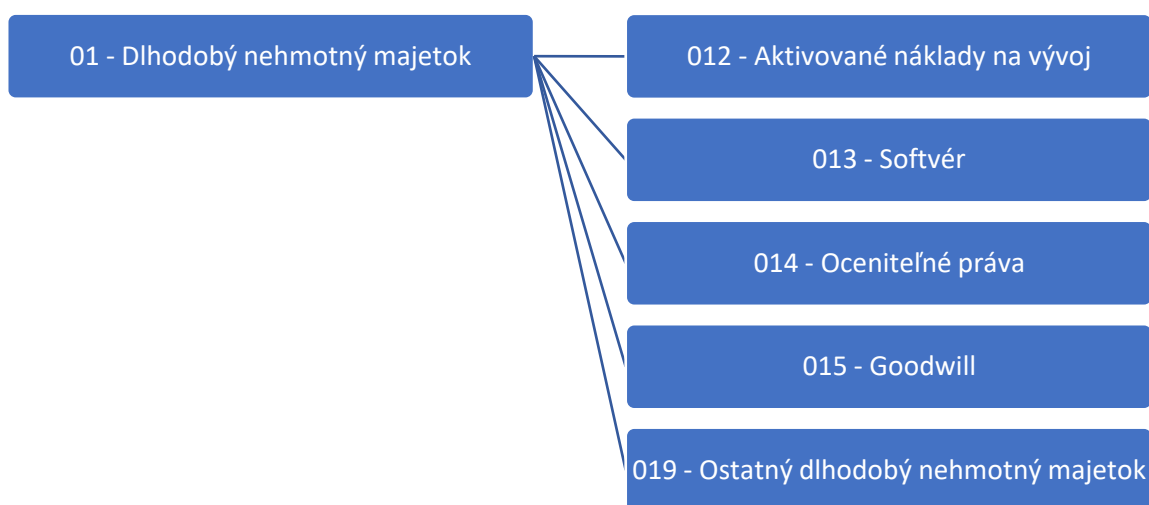 01 - Dlhodobý nehmotný majetok
012 - Aktivované náklady na vývoj
013 - Softvér
014 - Oceniteľné práva
015 - Goodwill
019 - Ostatný dlhodobý nehmotný majetok